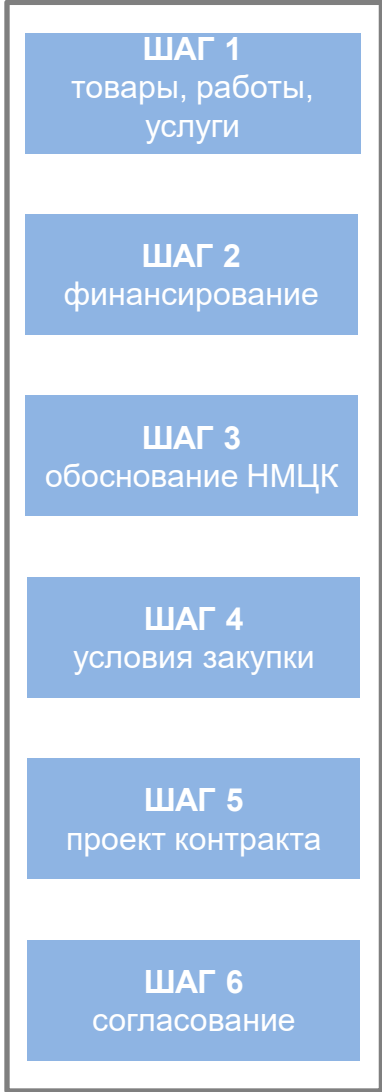 ШАГ 1
товары, работы,
услуги
ШАГ 2
финансирование
ШАГ 3
обоснование НМЦК
ШАГ 4
условия закупки
ШАГ 5
проект контракта
ШАГ 6
согласование